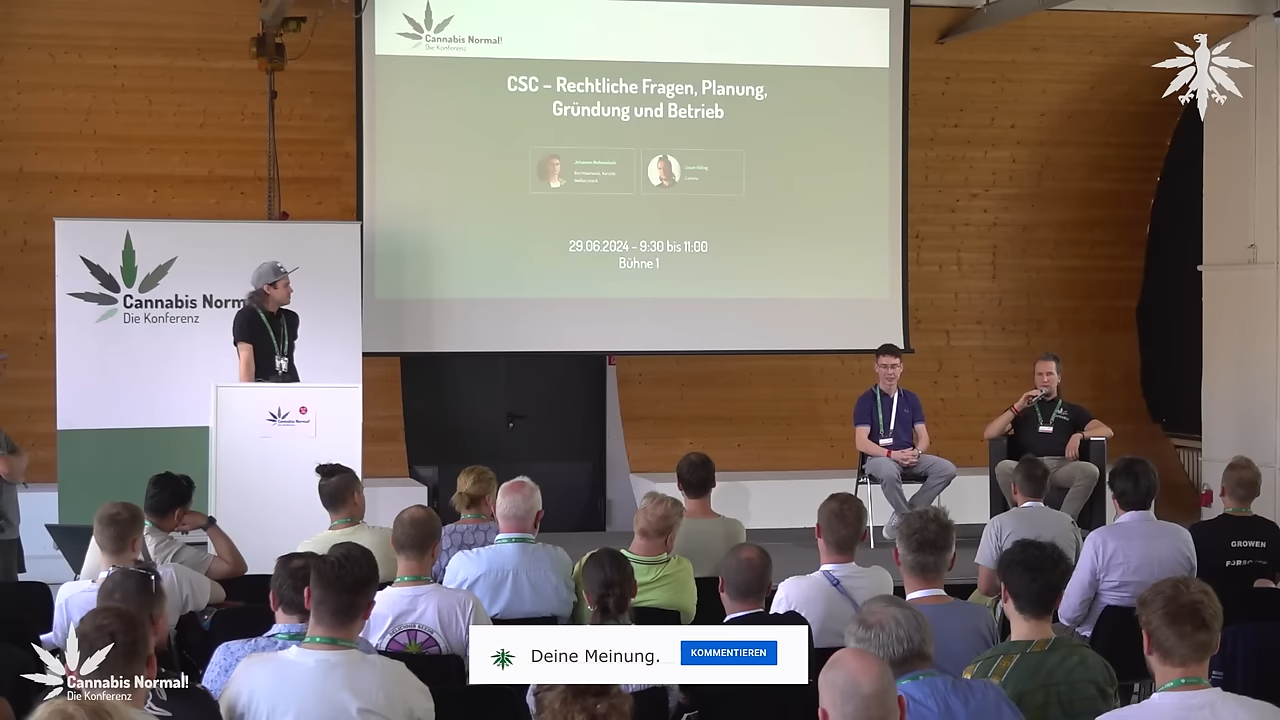 Cannabis Normal!
Die Konferenz
CSC – Rechtliche Fragen, Planung,
Gründung und Betrieb
29.06.2024 – 9:30 bis 11:00
Bühne 1
Cannabis Norm
Die Konferenz
Cannabis Normal!
GROWEN
Deine Meinung.
KOMMENTIEREN
Cannabis Normal!
Die Konferenz